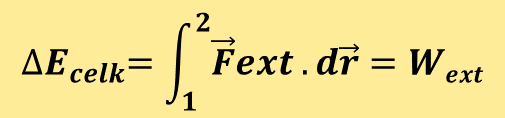 ΔE_celk = ∫₁² F⃗ext . dr⃗ = W_ext